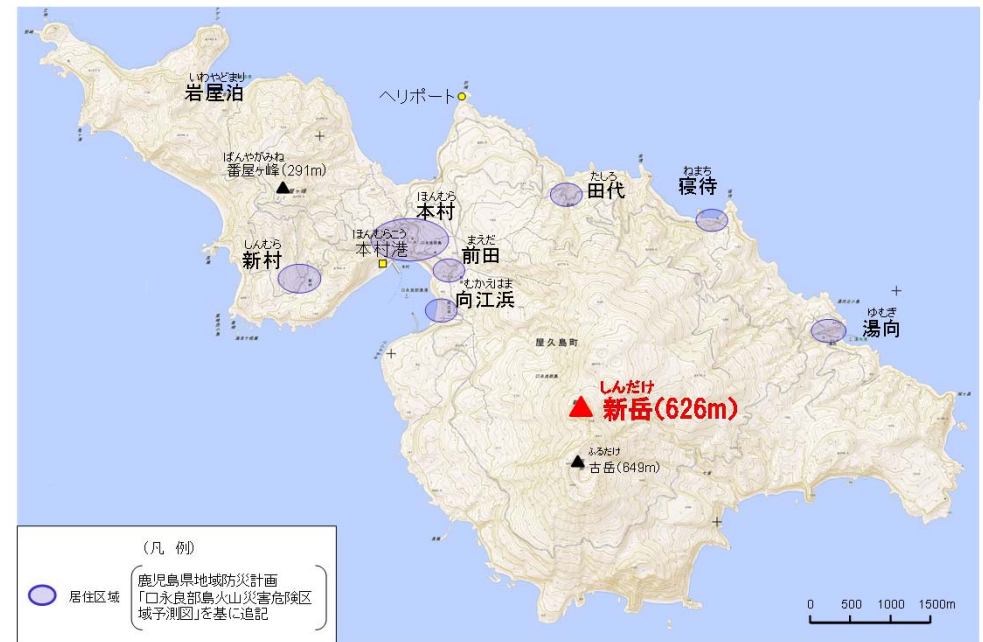 いわやどまり
岩屋泊
ヘリポート
ばんやがみね
番屋ヶ峰(291m)
たしろ
田代
ねまち
寝待
ほんむら
本村
ほんむらこう
本村港
しんむら
新村
まえだ
前田
むかえはま
向江浜
ゆむぎ
湯向
屋久島町
口永良部島
しんだけ
新岳(626m)
ふるだけ
古岳(649m)
(凡 例)
居住区域
鹿児島県地域防災計画
「口永良部島火山災害危険区
域予測図」を基に追記
0 500 1000 1500m